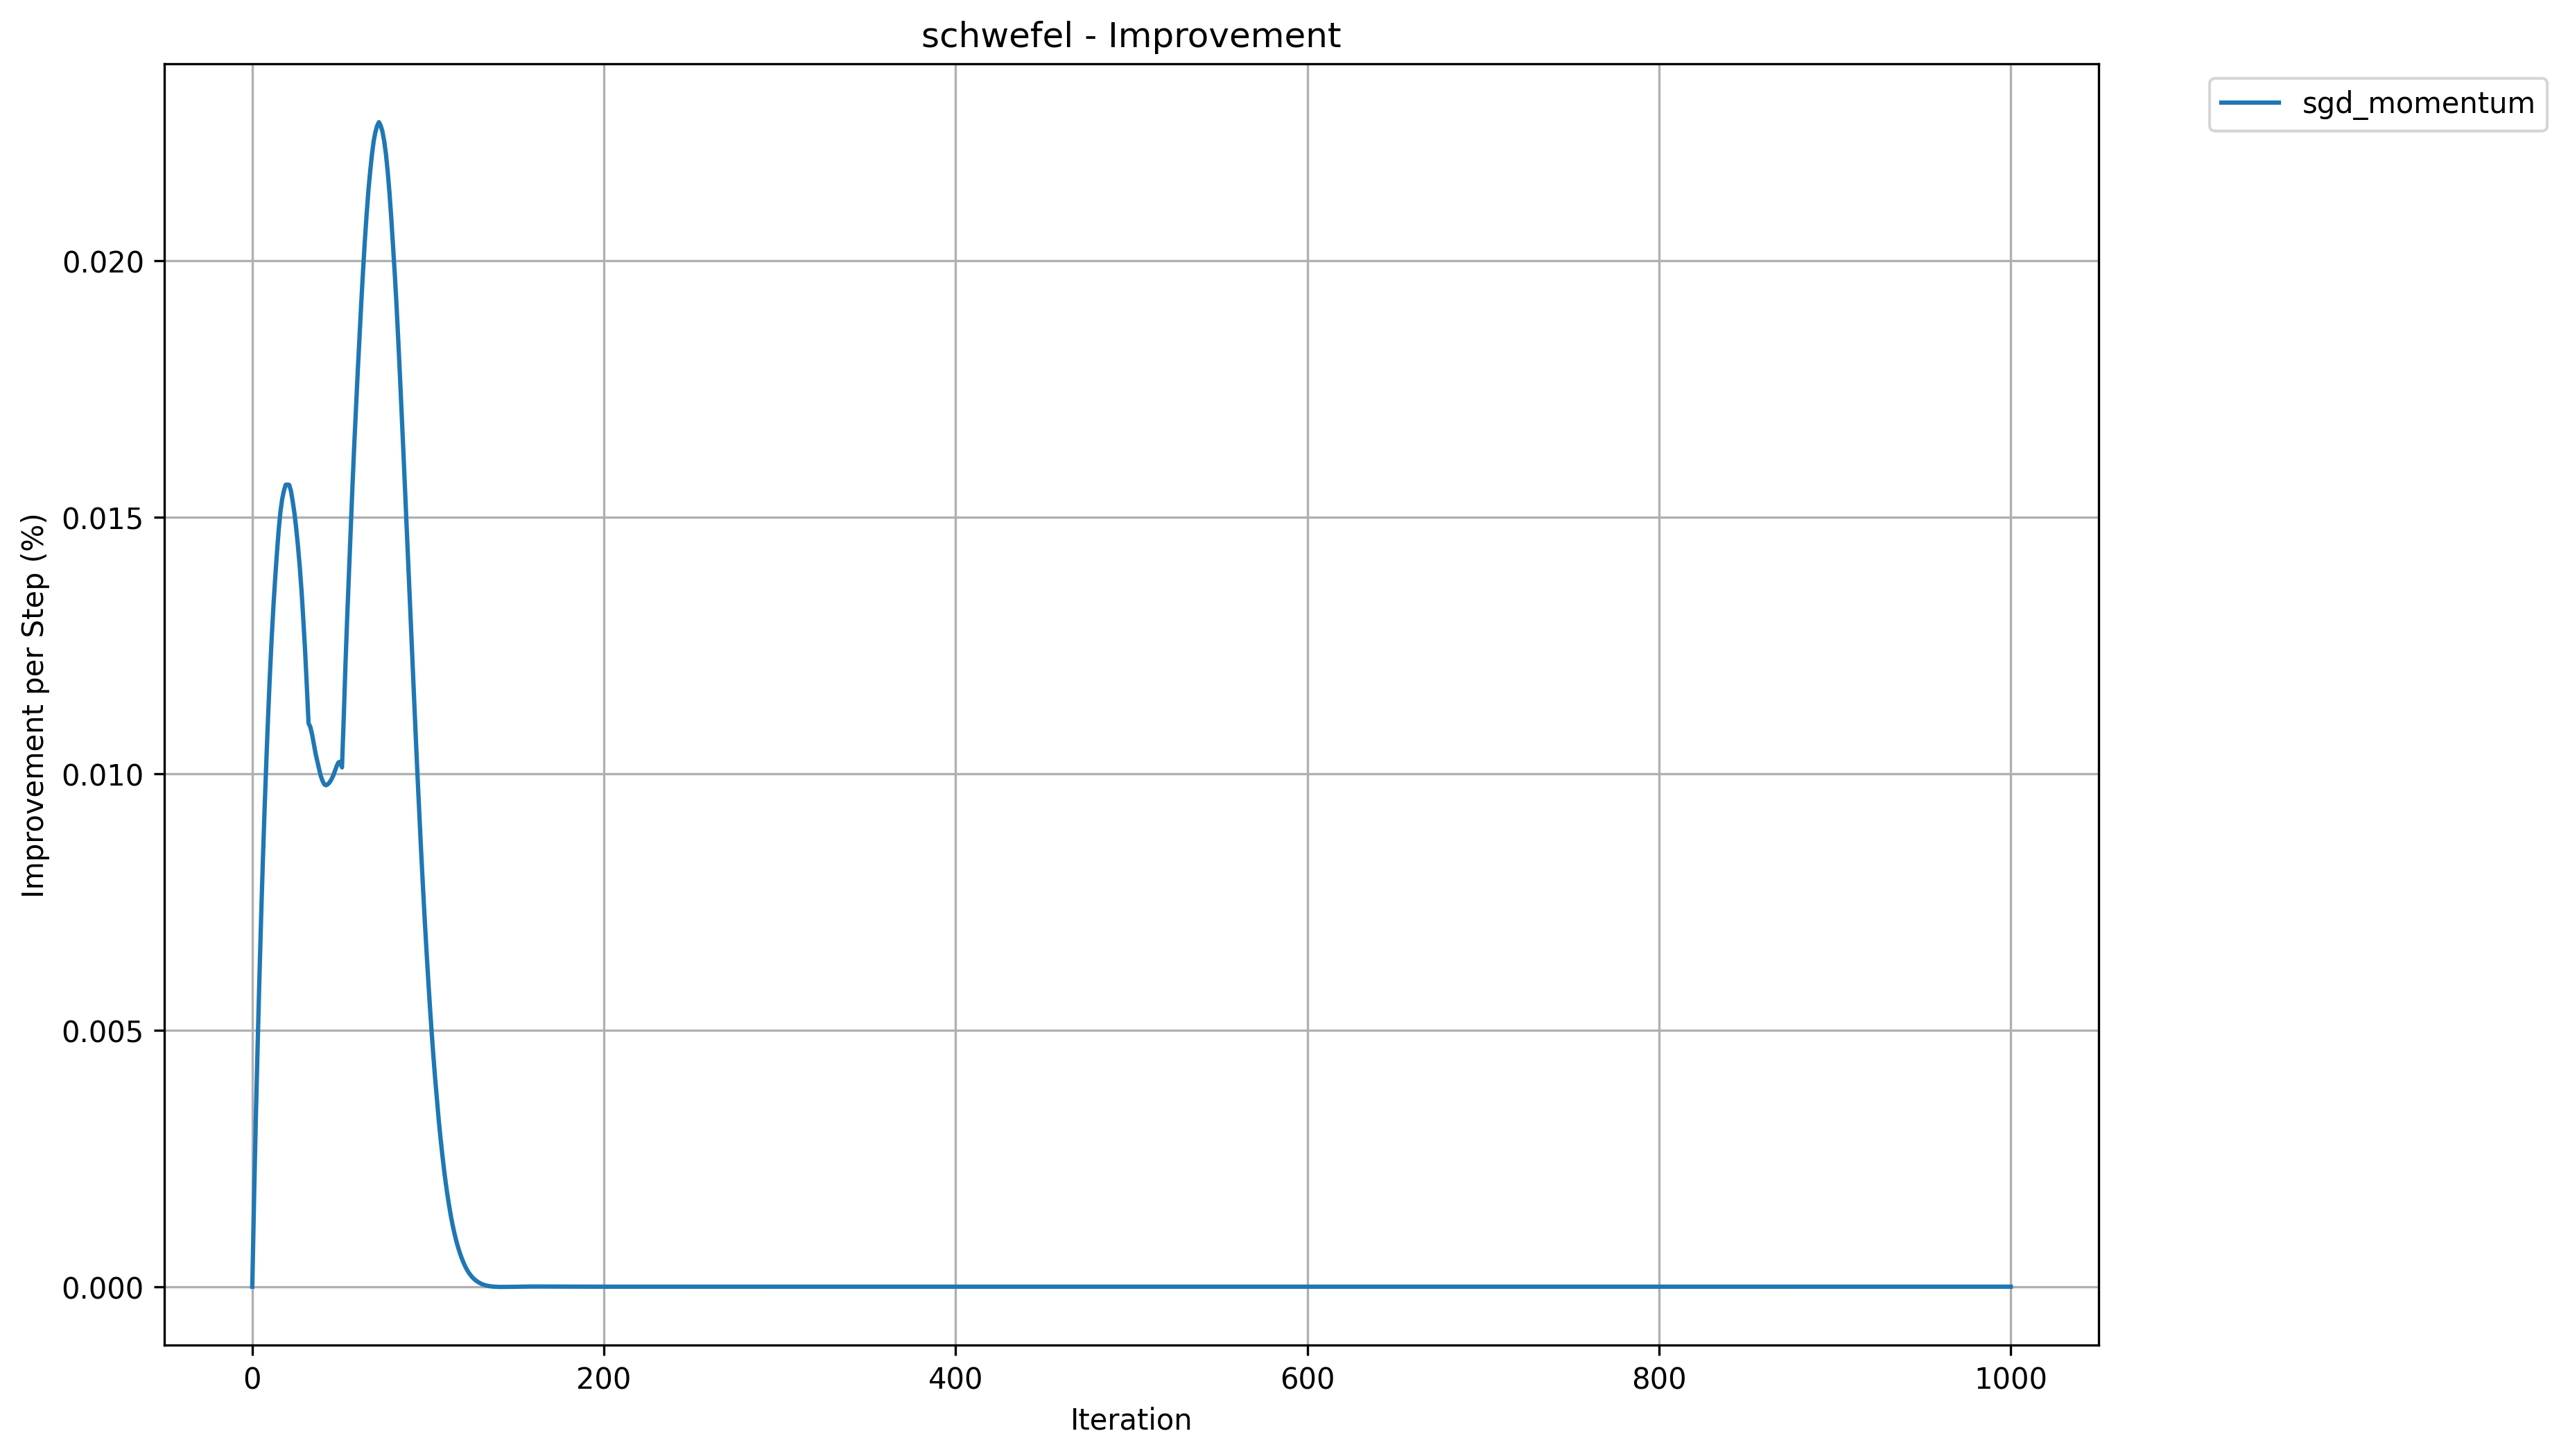 schwefel - Improvement
sgd_momentum
Improvement per Step (%)
0.020
0.015
0.010
0.005
0.000
0 200 400 600 800 1000
Iteration